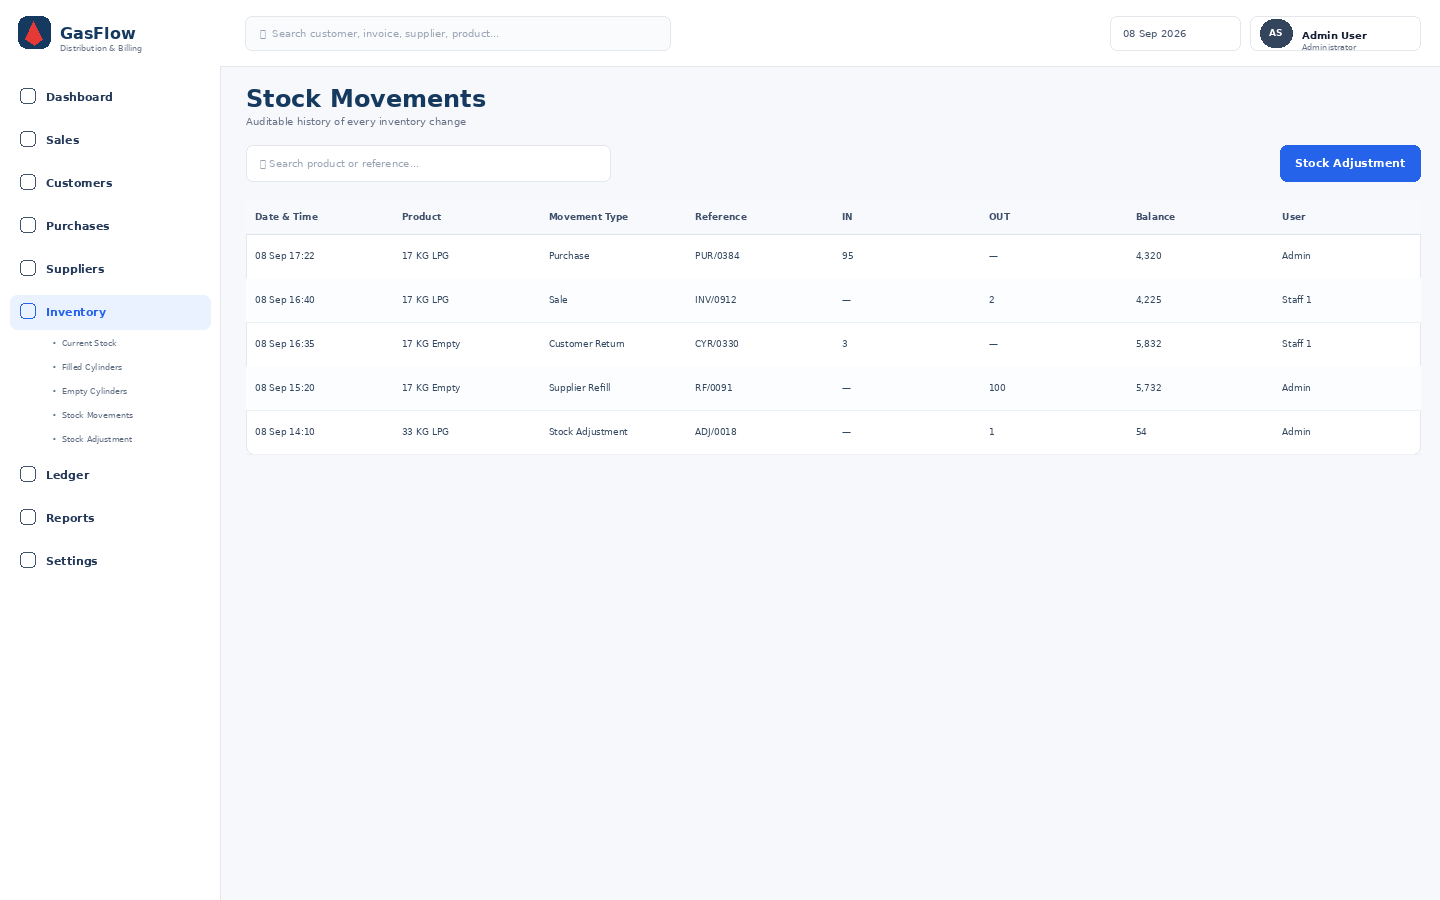 GasFlow
Distribution & Billing
Search customer, invoice, supplier, product...
08 Sep 2026
AS
Admin User
Administrator
Dashboard
Sales
Customers
Purchases
Suppliers
Inventory
• Current Stock
• Filled Cylinders
• Empty Cylinders
• Stock Movements
• Stock Adjustment
Ledger
Reports
Settings
Stock Movements
Auditable history of every inventory change
Search product or reference...
Stock Adjustment
Date & Time Product Movement Type Reference IN OUT Balance User
08 Sep 17:22 17 KG LPG Purchase PUR/0384 95 — 4,320 Admin
08 Sep 16:40 17 KG LPG Sale INV/0912 — 2 4,225 Staff 1
08 Sep 16:35 17 KG Empty Customer Return CYR/0330 3 — 5,832 Staff 1
08 Sep 15:20 17 KG Empty Supplier Refill RF/0091 — 100 5,732 Admin
08 Sep 14:10 33 KG LPG Stock Adjustment ADJ/0018 — 1 54 Admin